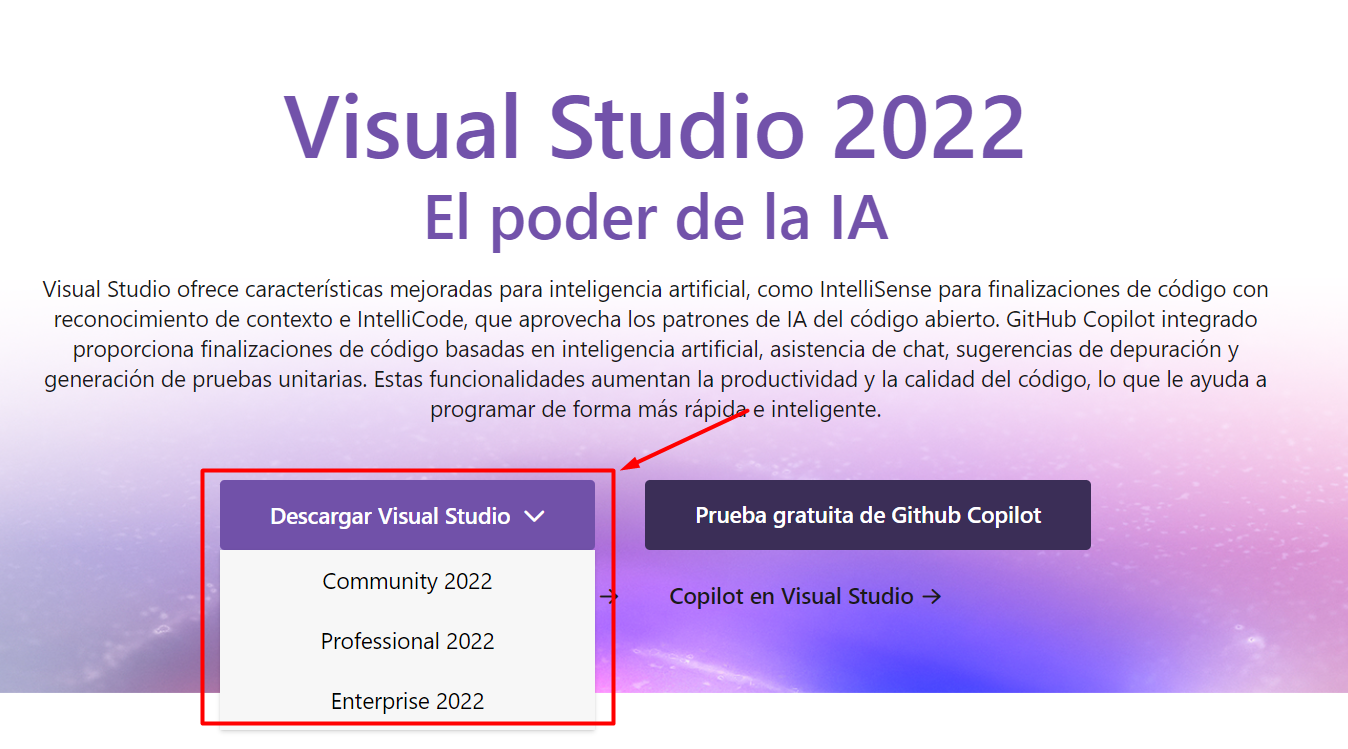 Visual Studio 2022
El poder de la IA
Visual Studio ofrece características mejoradas para inteligencia artificial, como IntelliSense para finalizaciones de código con
reconocimiento de contexto e IntelliCode, que aprovecha los patrones de IA del código abierto. GitHub Copilot integrado
proporciona finalizaciones de código basadas en inteligencia artificial, asistencia de chat, sugerencias de depuración y
generación de pruebas unitarias. Estas funcionalidades aumentan la productividad y la calidad del código, lo que le ayuda a
programar de forma más rápida e inteligente.
Descargar Visual Studio
Prueba gratuita de Github Copilot
Community 2022
Copilot en Visual Studio →
Professional 2022
Enterprise 2022